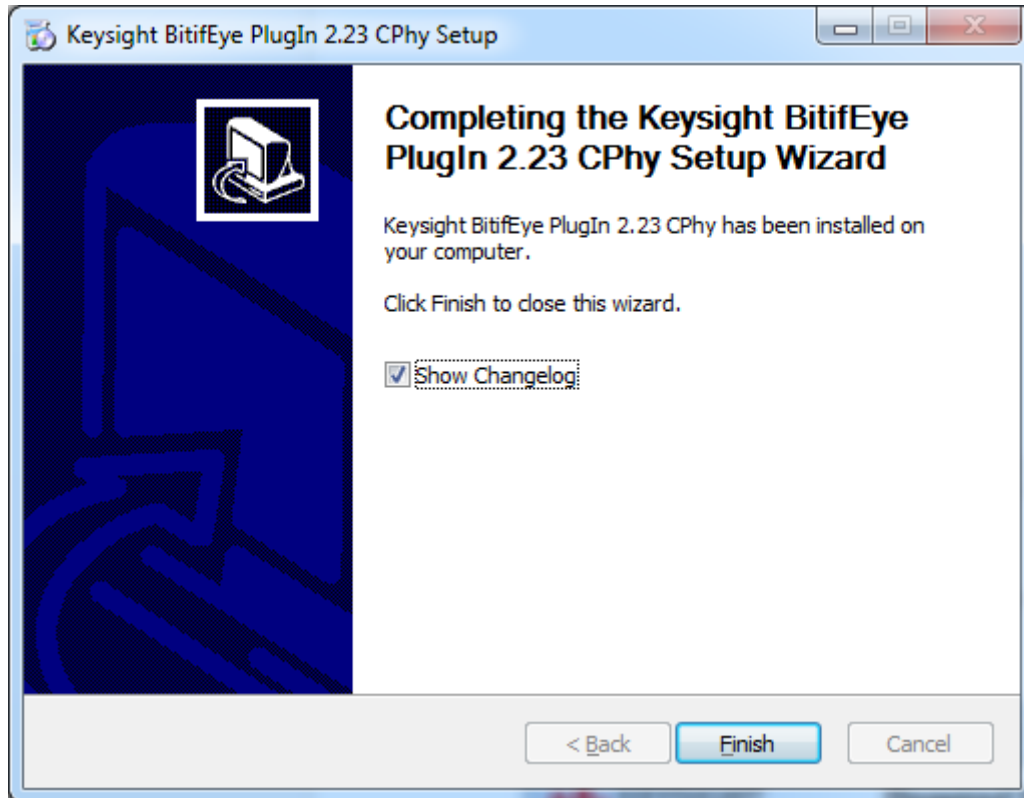 Keysight BitifEye PlugIn 2.23 CPhy Setup
Completing the Keysight BitifEye
PlugIn 2.23 CPhy Setup Wizard
Keysight BitifEye PlugIn 2.23 CPhy has been installed on
your computer.
Click Finish to close this wizard.
Show Changelog
< Back
Finish
Cancel